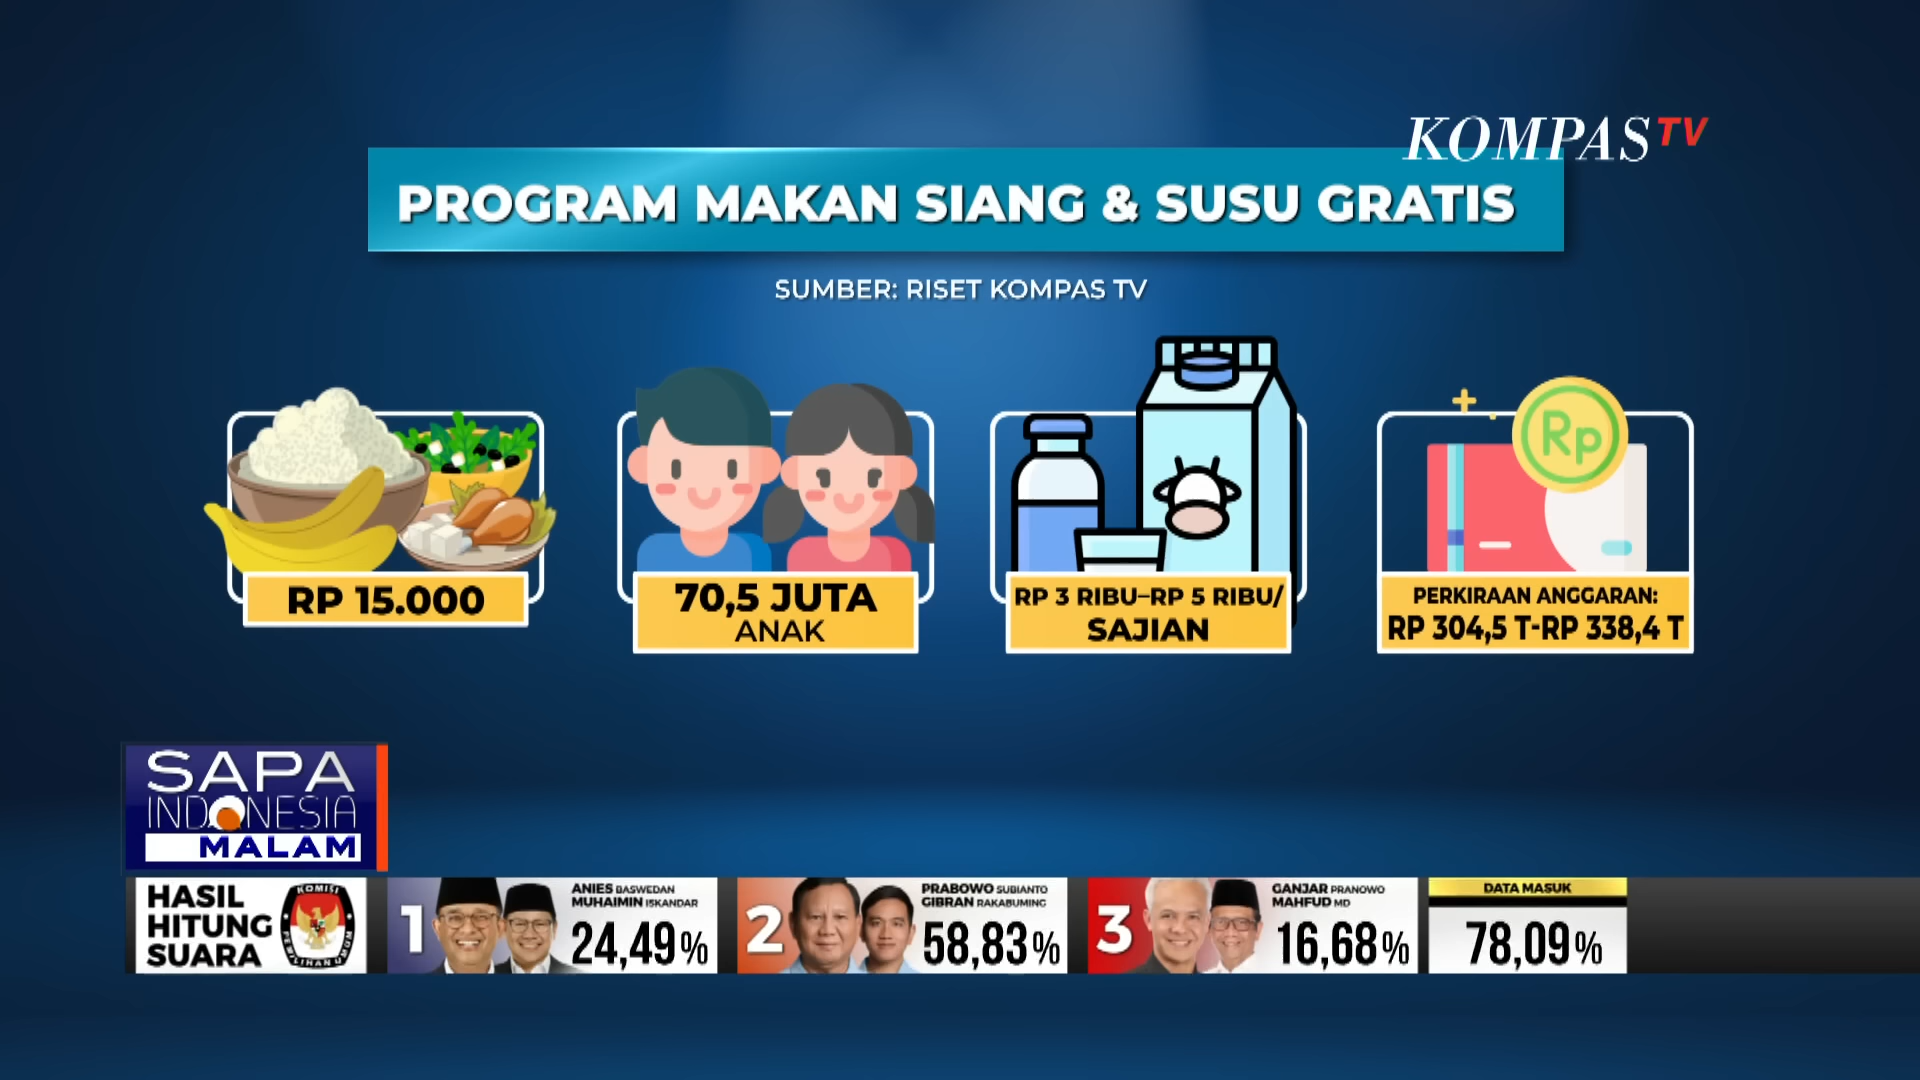 KOMPAS TV
PROGRAM MAKAN SIANG & SUSU GRATIS
SUMBER: RISET KOMPAS TV
Rp
RP 15.000
70,5 JUTA
ANAK
RP 3 RIBU–RP 5 RIBU/
SAJIAN
PERKIRAAN ANGGARAN:
RP 304,5 T-RP 338,4 T
SAPA
INDONESIA
MALAM
HASIL
HITUNG
SUARA
KOMISI
PEMILIHAN UMUM
1
ANIES BASWEDAN
MUHAIMIN ISKANDAR
24,49%
2
PRABOWO SUBIANTO
GIBRAN RAKABUMING
58,83%
3
GANJAR PRANOWO
MAHFUD MD
16,68%
DATA MASUK
78,09%